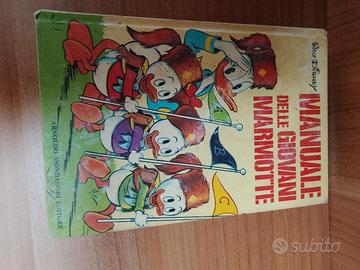 Walt Disney
MANUALE
DELLE GIOVANI
MARMOTTE
A
B
C
ARNOLDO MONDADORI EDITORE
subito